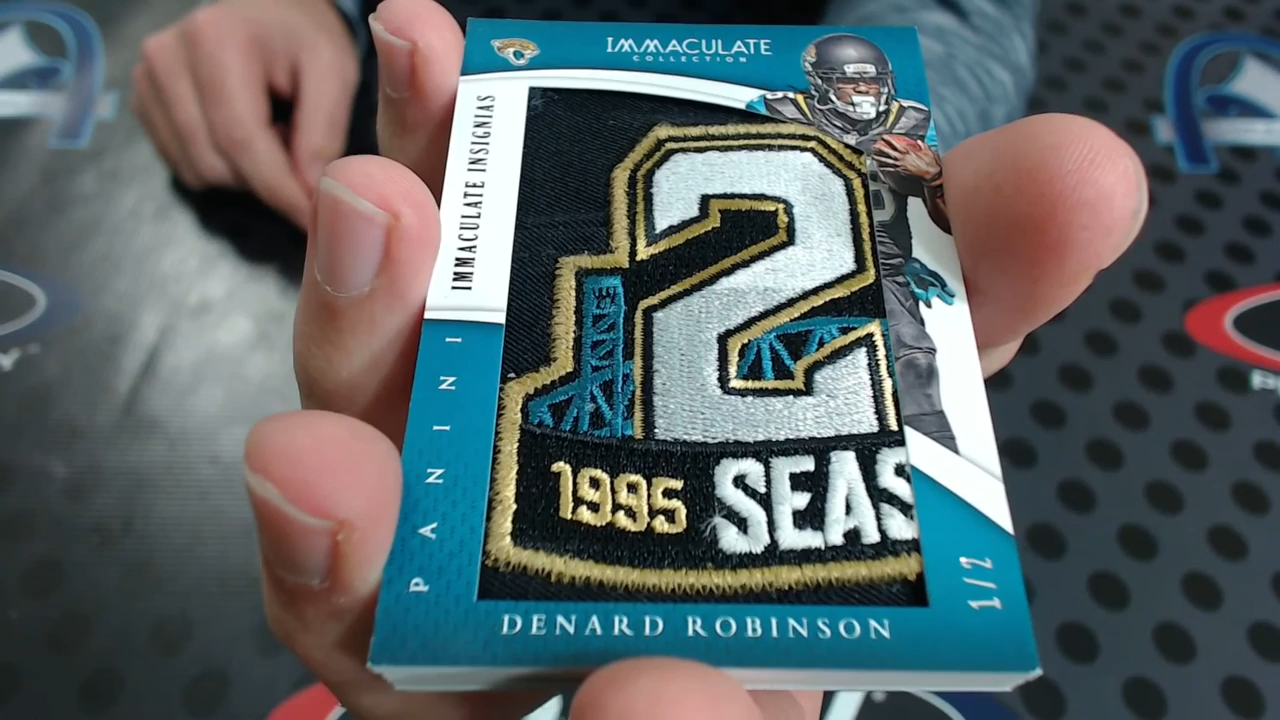 IMMACULATE
COLLECTION
IMMACULATE INSIGNIAS
PANINI
2
1995 SEAS
1/2
DENARD ROBINSON